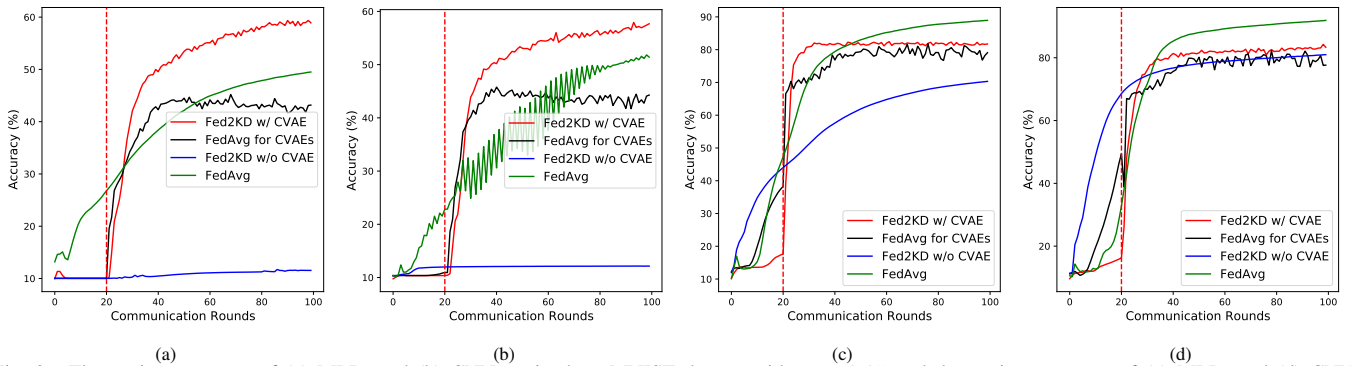 60
50
40
30
20
10
Accuracy (%)
0 20 40 60 80 100
Communication Rounds
Fed2KD w/ CVAE
FedAvg for CVAEs
Fed2KD w/o CVAE
FedAvg
(a)
60
50
40
30
20
10
Accuracy (%)
0 20 40 60 80 100
Communication Rounds
Fed2KD w/ CVAE
FedAvg for CVAEs
Fed2KD w/o CVAE
FedAvg
(b)
90
80
70
60
50
40
30
20
10
Accuracy (%)
0 20 40 60 80 100
Communication Rounds
Fed2KD w/ CVAE
FedAvg for CVAEs
Fed2KD w/o CVAE
FedAvg
(c)
80
60
40
20
Accuracy (%)
0 20 40 60 80 100
Communication Rounds
Fed2KD w/ CVAE
FedAvg for CVAEs
Fed2KD w/o CVAE
FedAvg
(d)